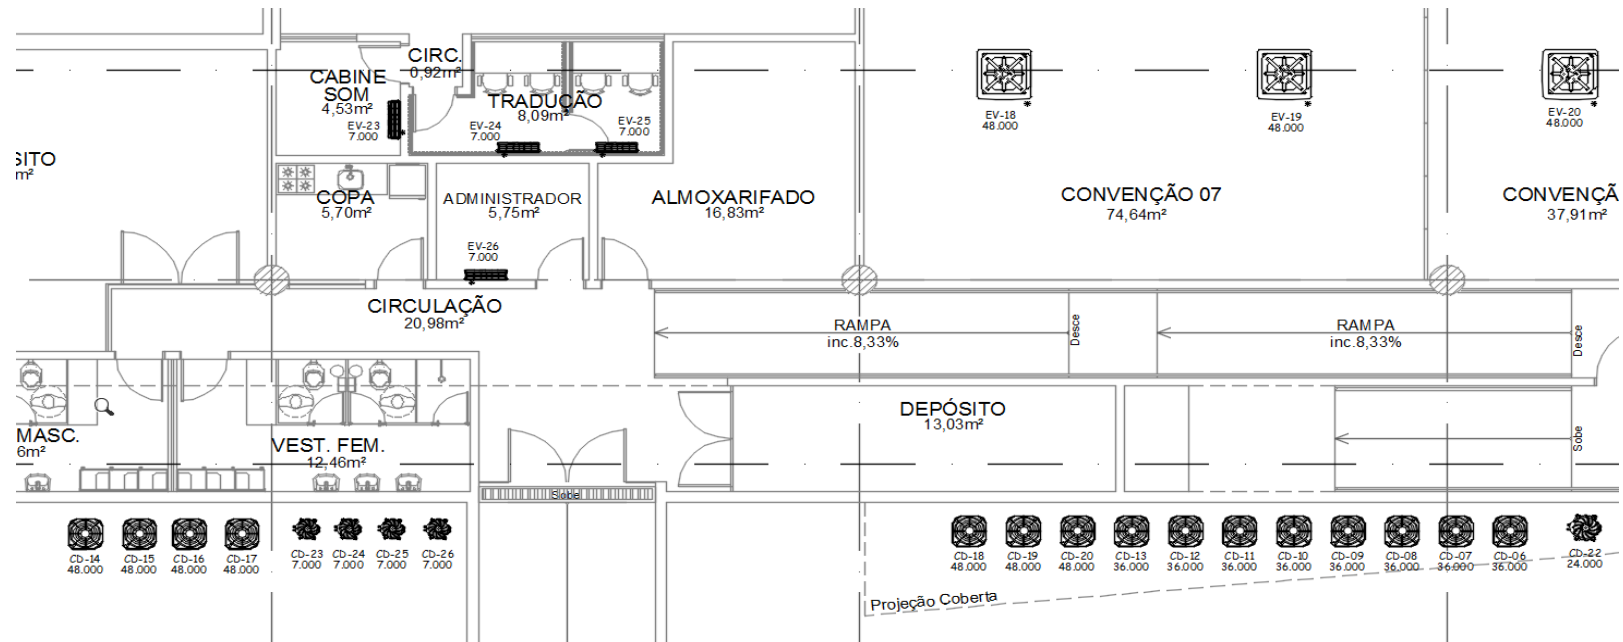 CIRC.
0,92m²
CABINE
SOM
4,53m²
EV-23
7.000
TRADUÇÃO
8,09m²
EV-24
7.000
EV-25
7.000
EV-18
48.000
EV-19
48.000
EV-20
48.000
SITO
m²
COPA
5,70m²
ADMINISTRADOR
5,75m²
EV-26
7.000
ALMOXARIFADO
16,83m²
CONVENÇÃO 07
74,64m²
CONVENÇÃ
37,91m²
CIRCULAÇÃO
20,98m²
RAMPA
inc.8,33%
Desce
RAMPA
inc.8,33%
Desce
MASC.
6m²
VEST. FEM.
12,46m²
DEPÓSITO
13,03m²
Sobe
Sobe
CD-14
48.000
CD-15
48.000
CD-16
48.000
CD-17
48.000
CD-23
7.000
CD-24
7.000
CD-25
7.000
CD-26
7.000
CD-18
48.000
CD-19
48.000
CD-20
48.000
CD-13
36.000
CD-12
36.000
CD-11
36.000
CD-10
36.000
CD-09
36.000
CD-08
36.000
CD-07
36.000
CD-06
36.000
CD-22
24.000
Projeção Coberta